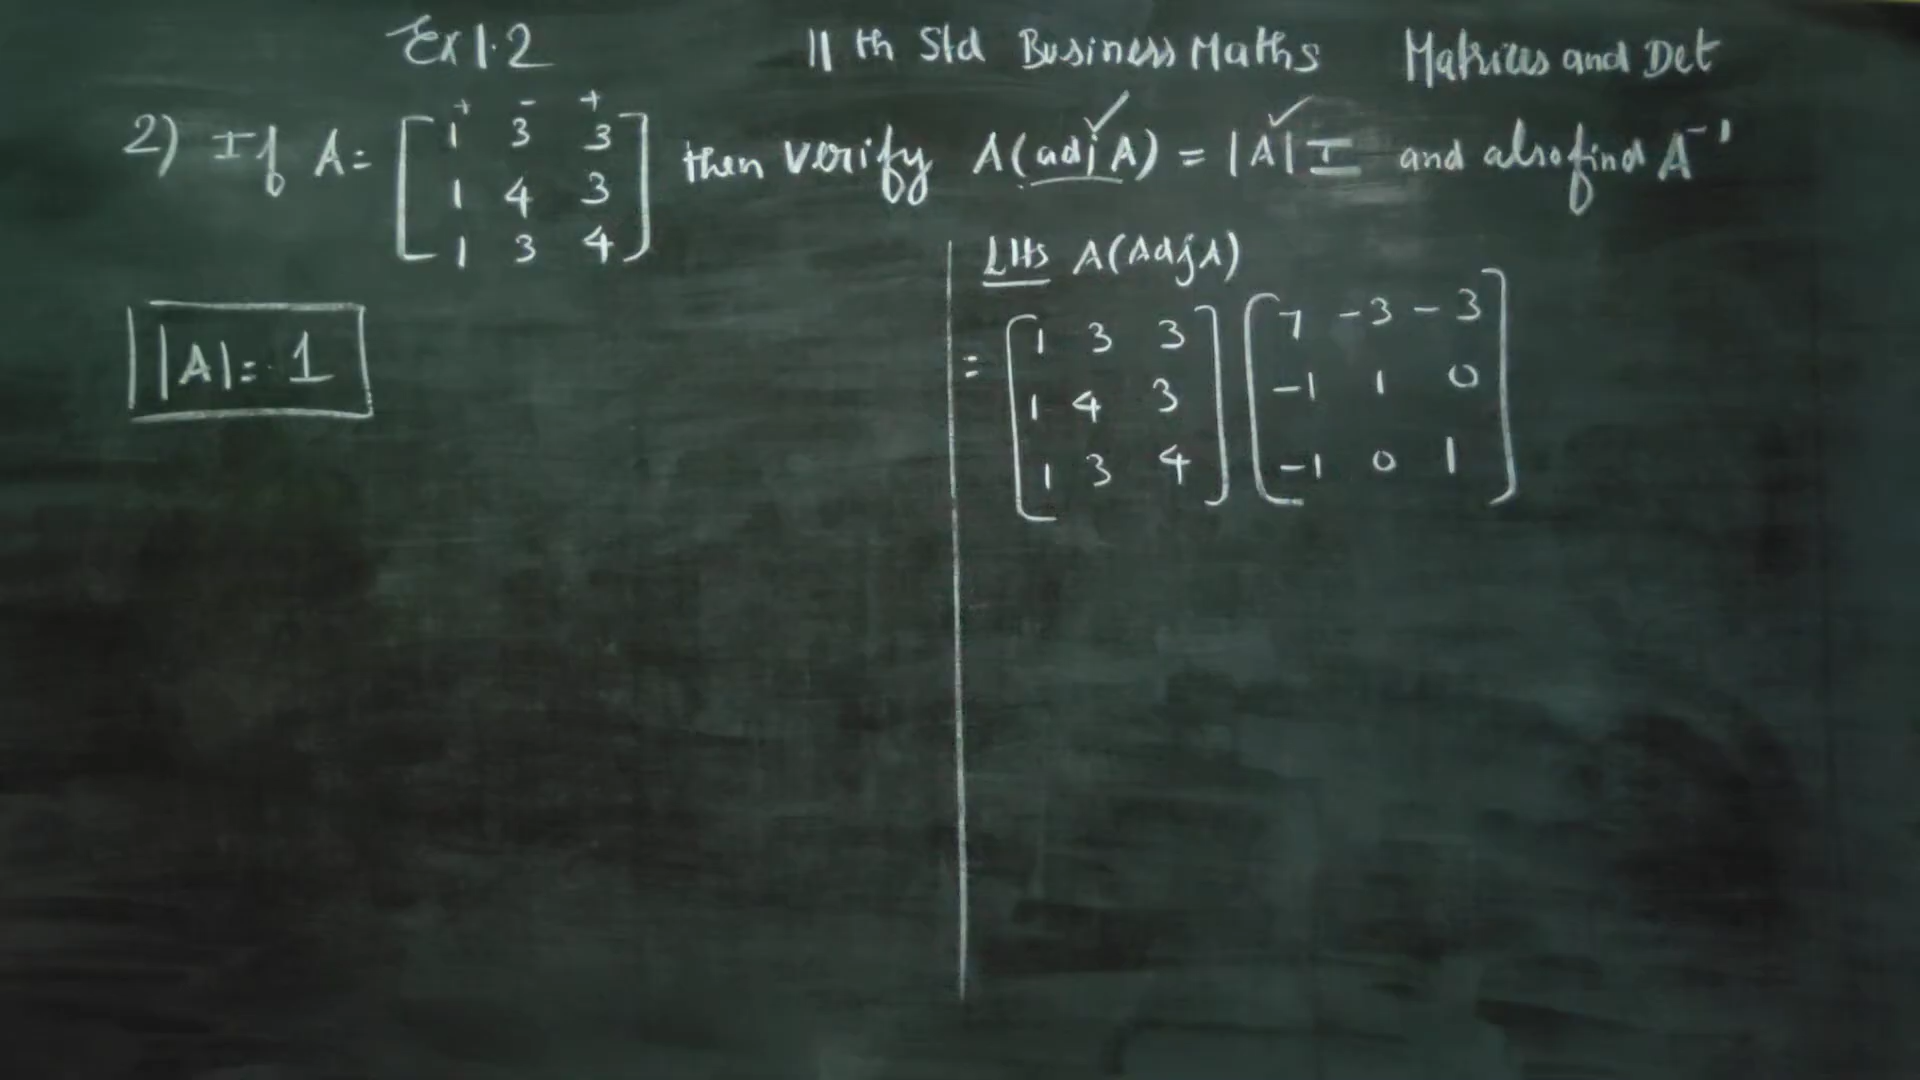 Ex 1.2 11 th Std Business Maths Matrices and Det
+ - +
2) If A = [1 3 3 then verify A(adj A) = |A| I and also find A⁻¹
1 4 3
1 3 4]
|A| = 1
LHS A(AdjA)
= [1 3 3 [7 -3 -3
1 4 3 -1 1 0
1 3 4] -1 0 1]